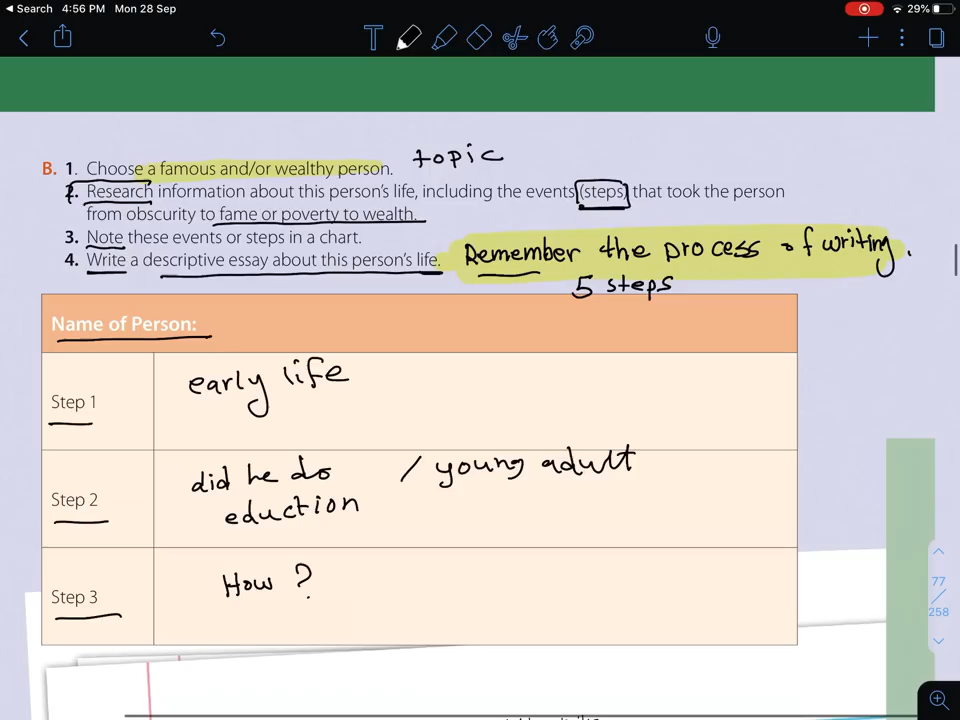 Search 4:56 PM Mon 28 Sep 29%
topic
B. 1. Choose a famous and/or wealthy person.
2. Research information about this person's life, including the events (steps) that took the person
from obscurity to fame or poverty to wealth.
3. Note these events or steps in a chart.
4. Write a descriptive essay about this person's life.
Remember the process of writing.
5 steps
Name of Person:
Step 1 early life
Step 2 did he do / young adult
eduction
Step 3 How ?
77
/
258